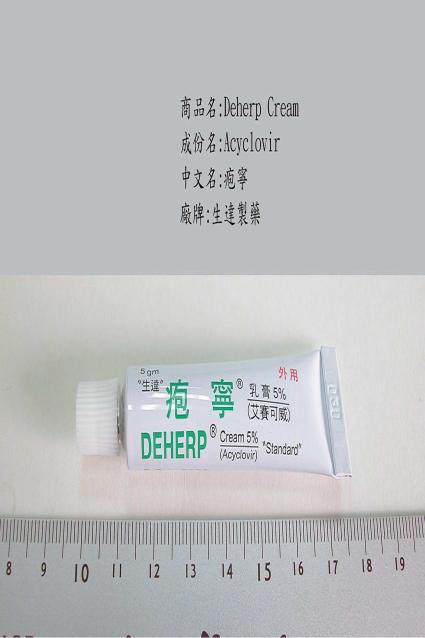 商品名:Deherp Cream
成份名:Acyclovir
中文名:疱寧
廠牌:生達製藥
5 gm
外用
"生達" 疱寧® 乳膏 5%
(艾賽可威)
DEHERP® Cream 5%
(Acyclovir) "Standard"
8 9 10 11 12 13 14 15 16 17 18 19